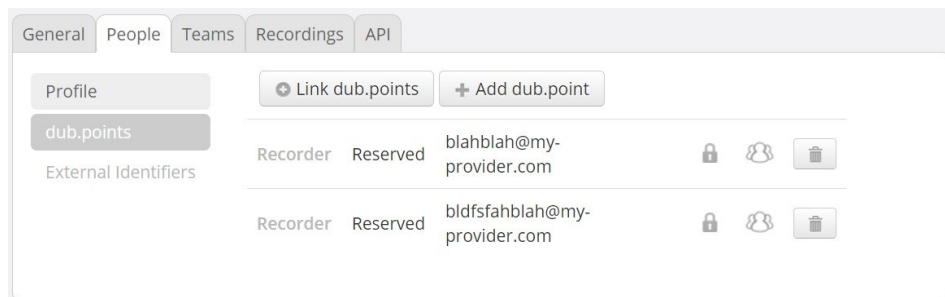 General People Teams Recordings API
Profile
Link dub.points Add dub.point
dub.points
External Identifiers
Recorder Reserved blahblah@my-
provider.com
Recorder Reserved bldfsfahblah@my-
provider.com